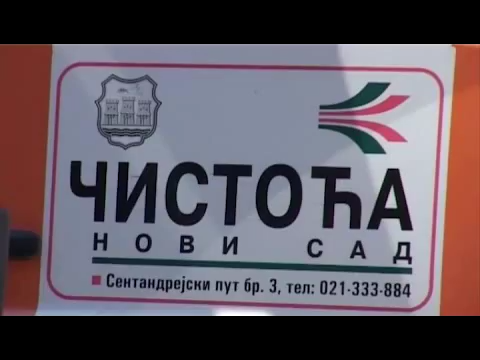 ЧИСТОЋА
НОВИ САД
Сентандрејски пут бр. 3, тел: 021-333-884